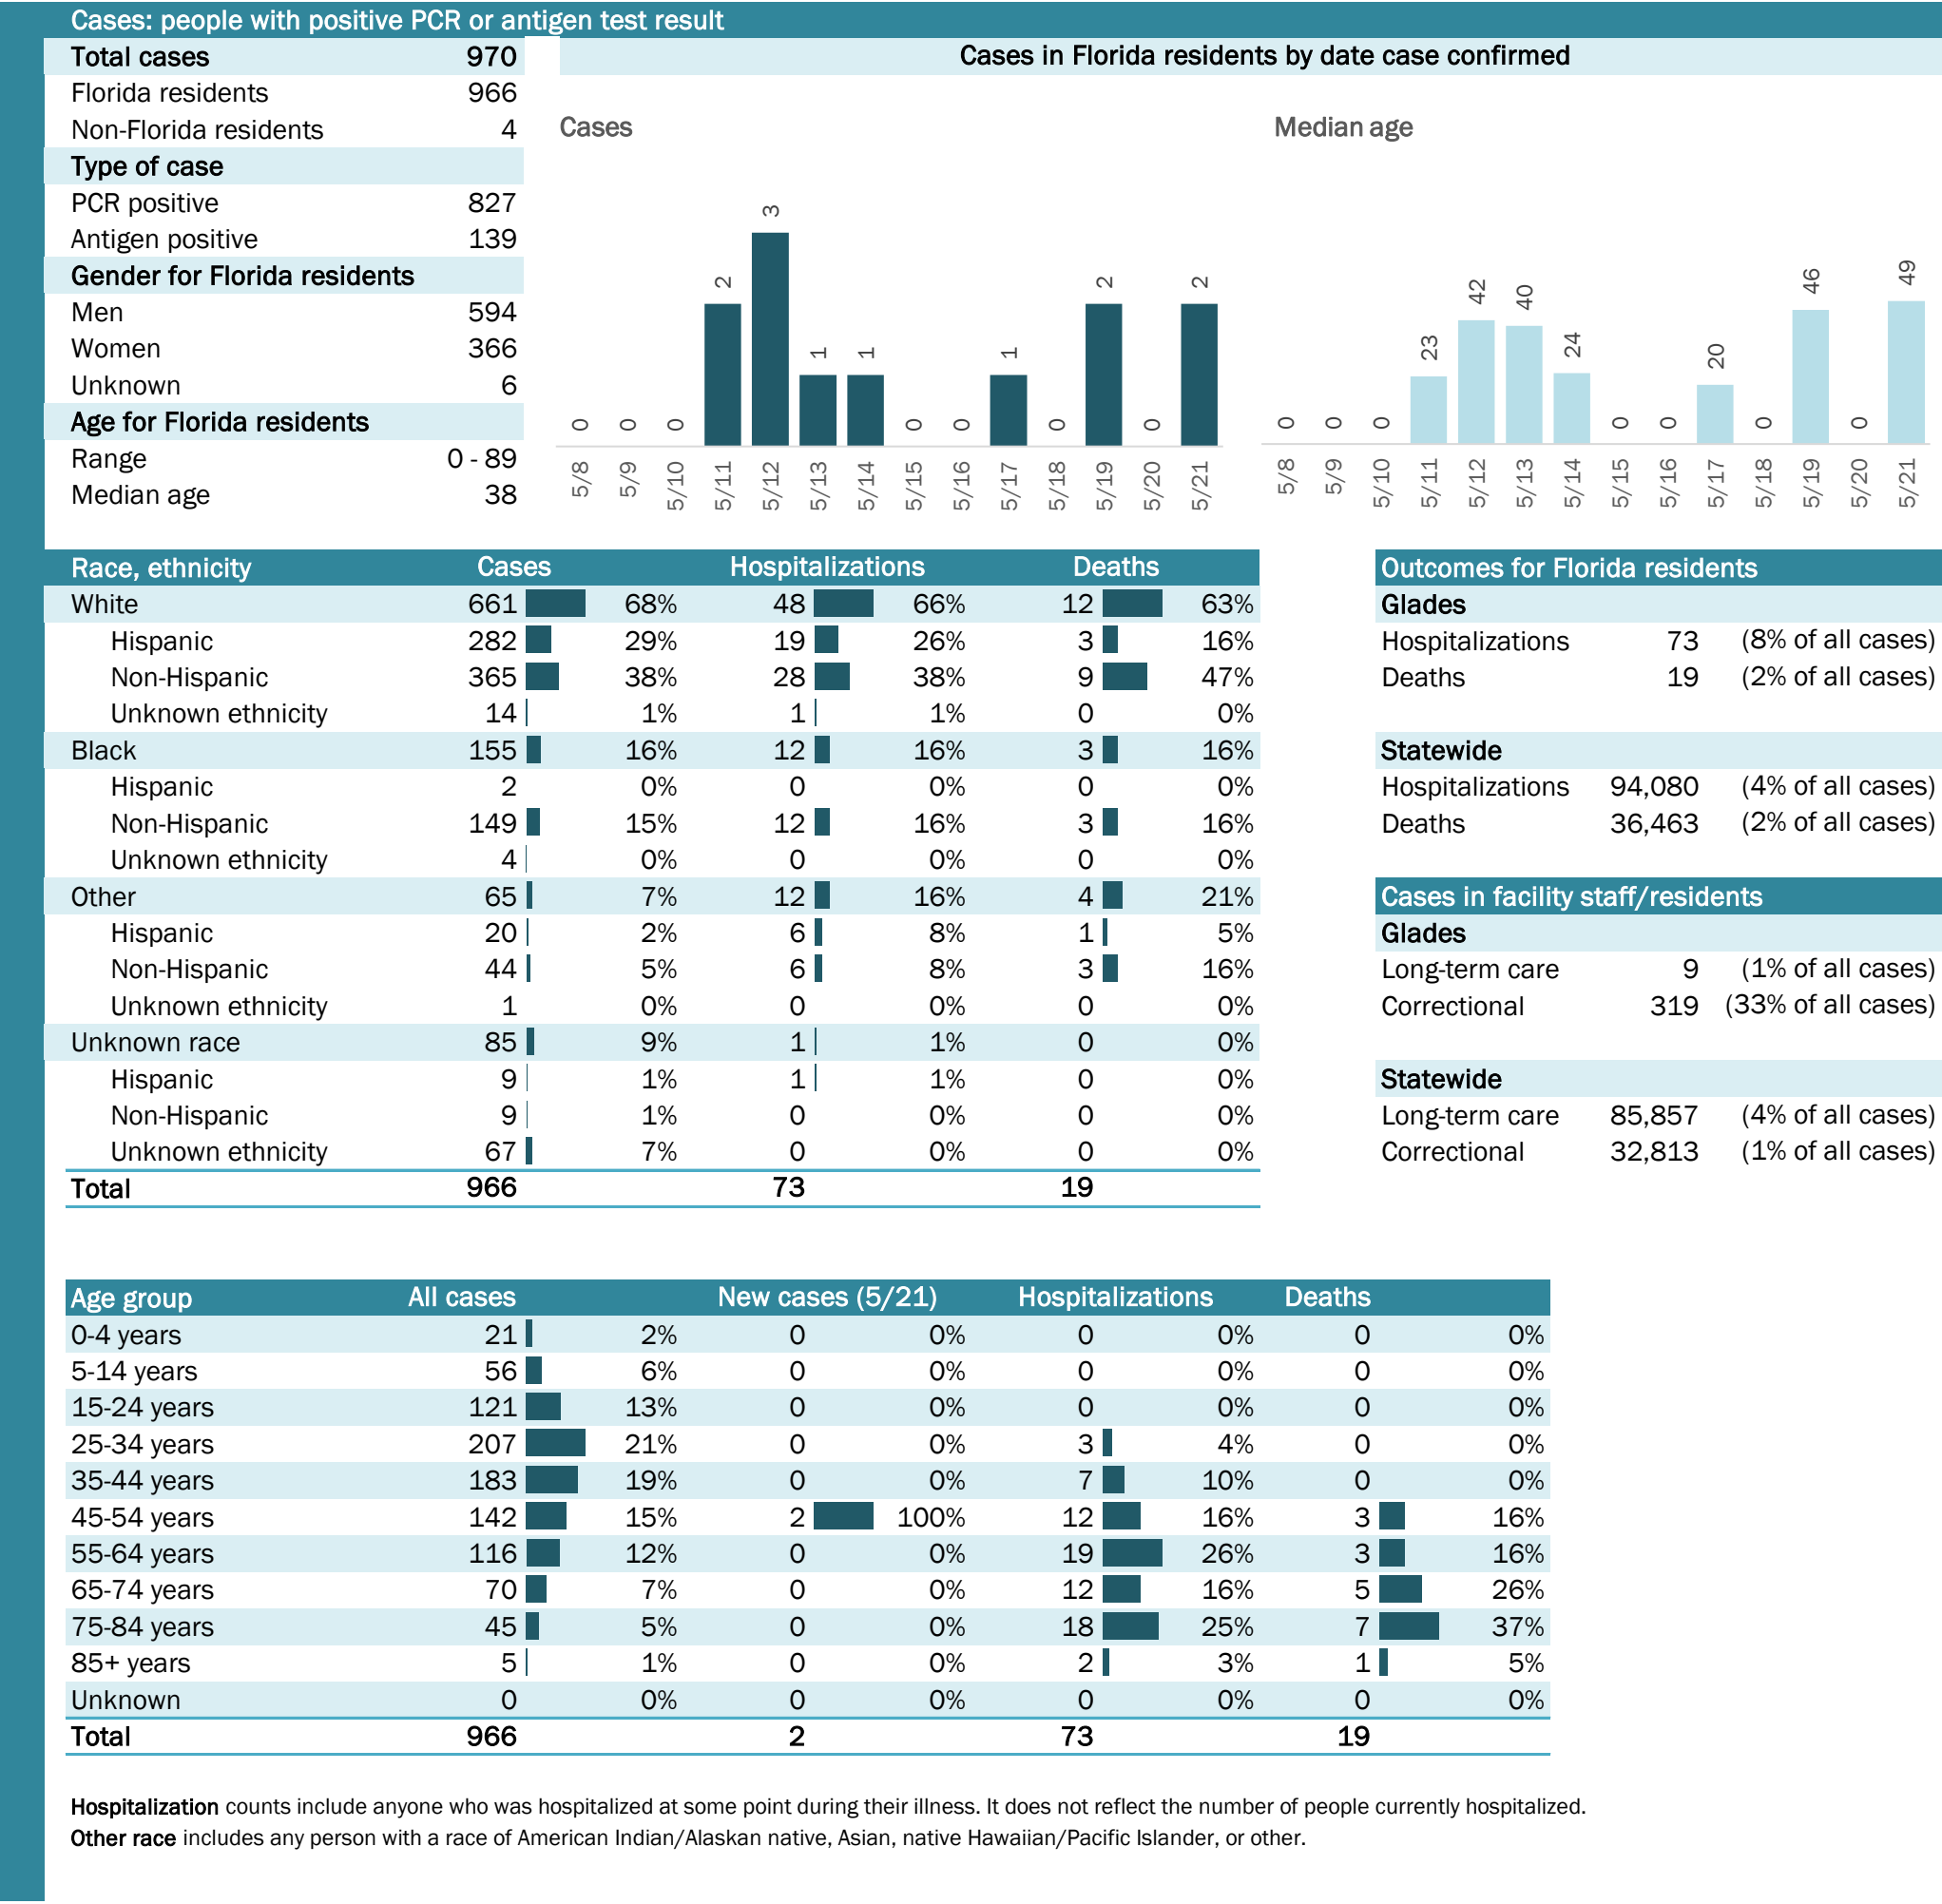 Cases: people with positive PCR or antigen test result
Total cases 970
Florida residents 966
Non-Florida residents 4
Type of case
PCR positive 827
Antigen positive 139
Gender for Florida residents
Men 594
Women 366
Unknown 6
Age for Florida residents
Range 0 - 89
Median age 38
Cases in Florida residents by date case confirmed
Cases
0 0 0 2 3 1 1 0 0 1 0 2 0 2
5/8 5/9 5/10 5/11 5/12 5/13 5/14 5/15 5/16 5/17 5/18 5/19 5/20 5/21
Median age
0 0 0 23 42 40 24 0 0 20 0 46 0 49
5/8 5/9 5/10 5/11 5/12 5/13 5/14 5/15 5/16 5/17 5/18 5/19 5/20 5/21
Race, ethnicity Cases Hospitalizations Deaths
White 661 68% 48 66% 12 63%
Hispanic 282 29% 19 26% 3 16%
Non-Hispanic 365 38% 28 38% 9 47%
Unknown ethnicity 14 1% 1 1% 0 0%
Black 155 16% 12 16% 3 16%
Hispanic 2 0% 0 0% 0 0%
Non-Hispanic 149 15% 12 16% 3 16%
Unknown ethnicity 4 0% 0 0% 0 0%
Other 65 7% 12 16% 4 21%
Hispanic 20 2% 6 8% 1 5%
Non-Hispanic 44 5% 6 8% 3 16%
Unknown ethnicity 1 0% 0 0% 0 0%
Unknown race 85 9% 1 1% 0 0%
Hispanic 9 1% 1 1% 0 0%
Non-Hispanic 9 1% 0 0% 0 0%
Unknown ethnicity 67 7% 0 0% 0 0%
Total 966 73 19
Outcomes for Florida residents
Glades
Hospitalizations 73 (8% of all cases)
Deaths 19 (2% of all cases)
Statewide
Hospitalizations 94,080 (4% of all cases)
Deaths 36,463 (2% of all cases)
Cases in facility staff/residents
Glades
Long-term care 9 (1% of all cases)
Correctional 319 (33% of all cases)
Statewide
Long-term care 85,857 (4% of all cases)
Correctional 32,813 (1% of all cases)
Age group All cases New cases (5/21) Hospitalizations Deaths
0-4 years 21 2% 0 0% 0 0% 0 0%
5-14 years 56 6% 0 0% 0 0% 0 0%
15-24 years 121 13% 0 0% 0 0% 0 0%
25-34 years 207 21% 0 0% 3 4% 0 0%
35-44 years 183 19% 0 0% 7 10% 0 0%
45-54 years 142 15% 2 100% 12 16% 3 16%
55-64 years 116 12% 0 0% 19 26% 3 16%
65-74 years 70 7% 0 0% 12 16% 5 26%
75-84 years 45 5% 0 0% 18 25% 7 37%
85+ years 5 1% 0 0% 2 3% 1 5%
Unknown 0 0% 0 0% 0 0% 0 0%
Total 966 2 73 19
Hospitalization counts include anyone who was hospitalized at some point during their illness. It does not reflect the number of people currently hospitalized.
Other race includes any person with a race of American Indian/Alaskan native, Asian, native Hawaiian/Pacific Islander, or other.